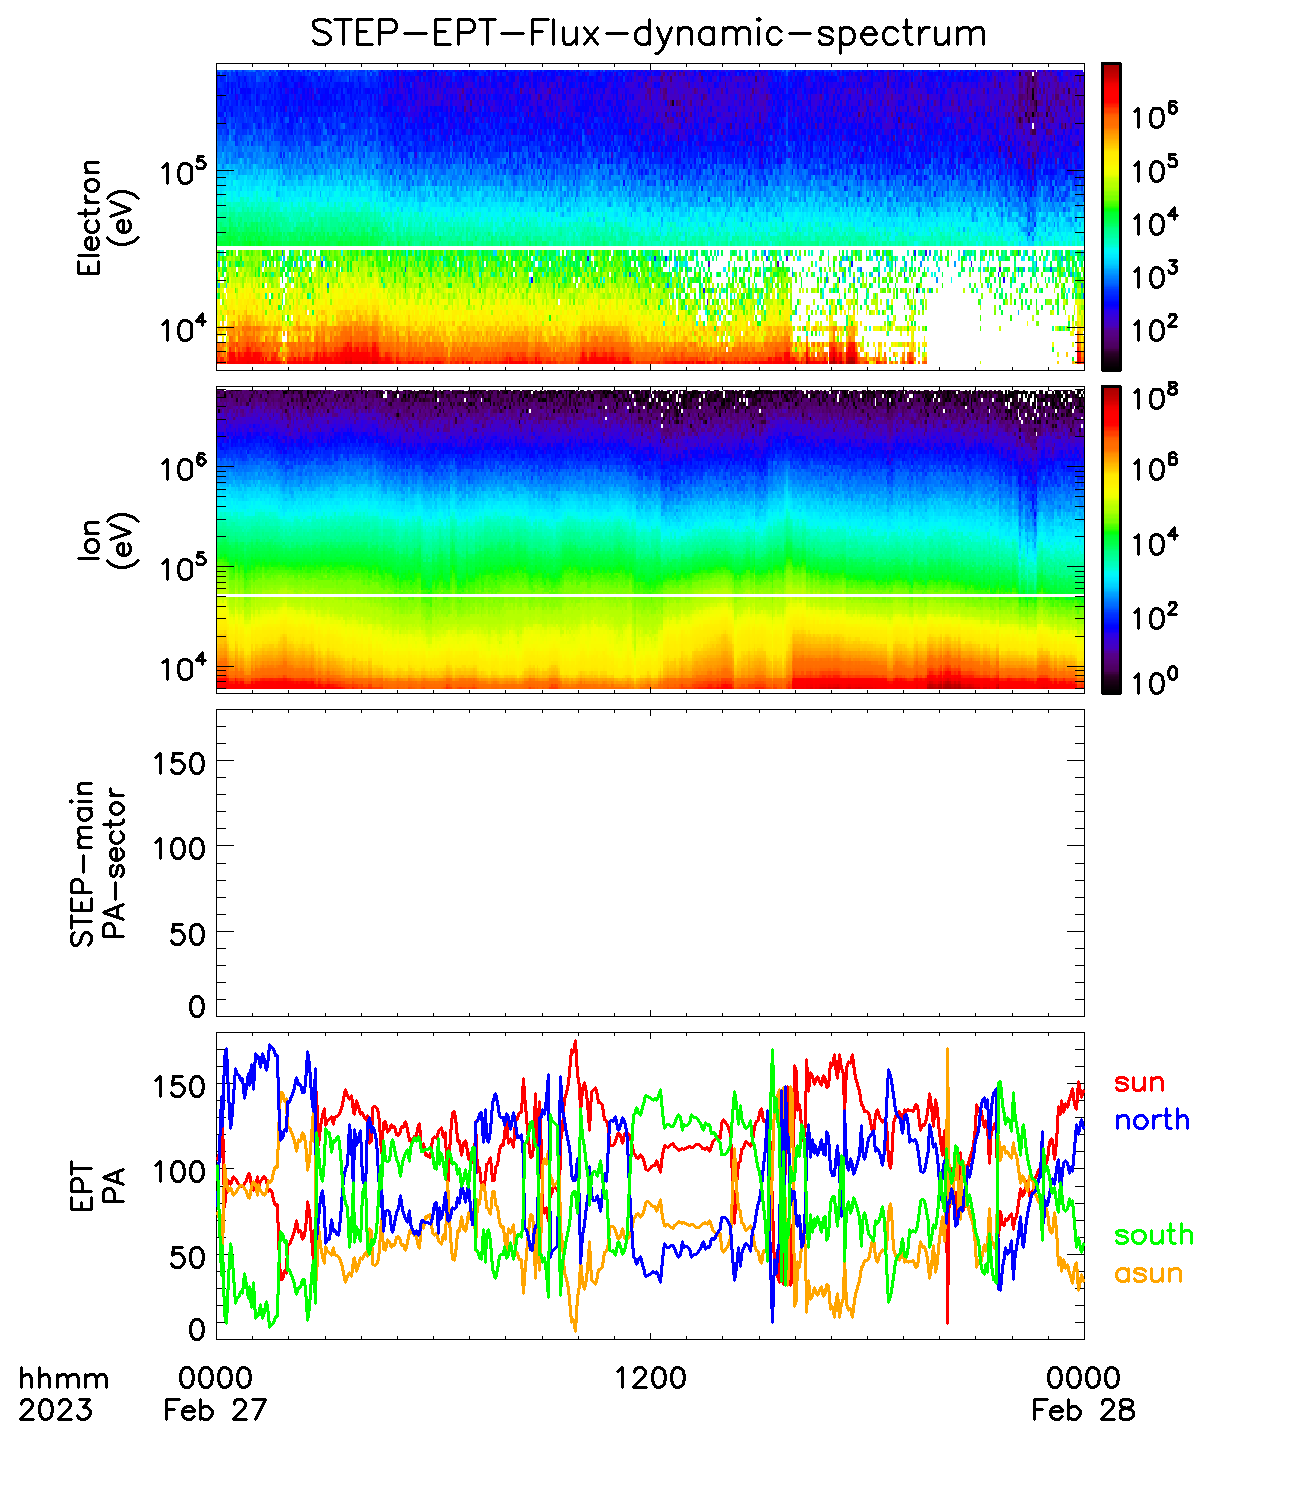 STEP-EPT-Flux-dynamic-spectrum
Electron
(eV)
10^5
10^4
10^6
10^5
10^4
10^3
10^2
Ion
(eV)
10^6
10^5
10^4
10^8
10^6
10^4
10^2
10^0
STEP-main
PA-sector
150
100
50
0
EPT
PA
150
100
50
0
sun
north
south
asun
hhmm 0000 1200 0000
2023 Feb 27 Feb 28